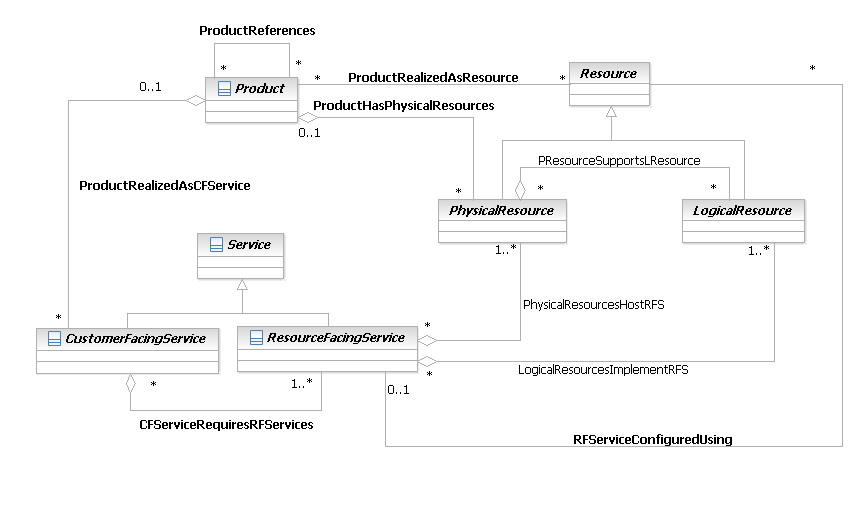 ProductReferences
*
*
Product
0..1
*
ProductRealizedAsResource
*
Resource
*
ProductHasPhysicalResources
0..1
PResourceSupportsLResource
ProductRealizedAsCFService
*
*
*
PhysicalResource
LogicalResource
Service
1..*
1..*
PhysicalResourcesHostRFS
*
*
CustomerFacingService
ResourceFacingService
LogicalResourcesImplementRFS
*
*
1..*
0..1
CFServiceRequiresRFServices
RFServiceConfiguredUsing